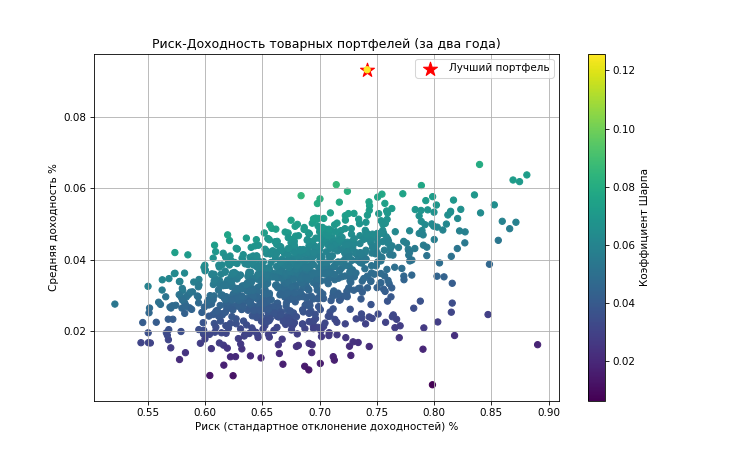 Риск-Доходность товарных портфелей (за два года)
Лучший портфель
Средняя доходность %
0.08
0.06
0.04
0.02
0.55 0.60 0.65 0.70 0.75 0.80 0.85 0.90
Риск (стандартное отклонение доходностей) %
0.12
0.10
0.08
0.06
0.04
0.02
Коэффициент Шарпа